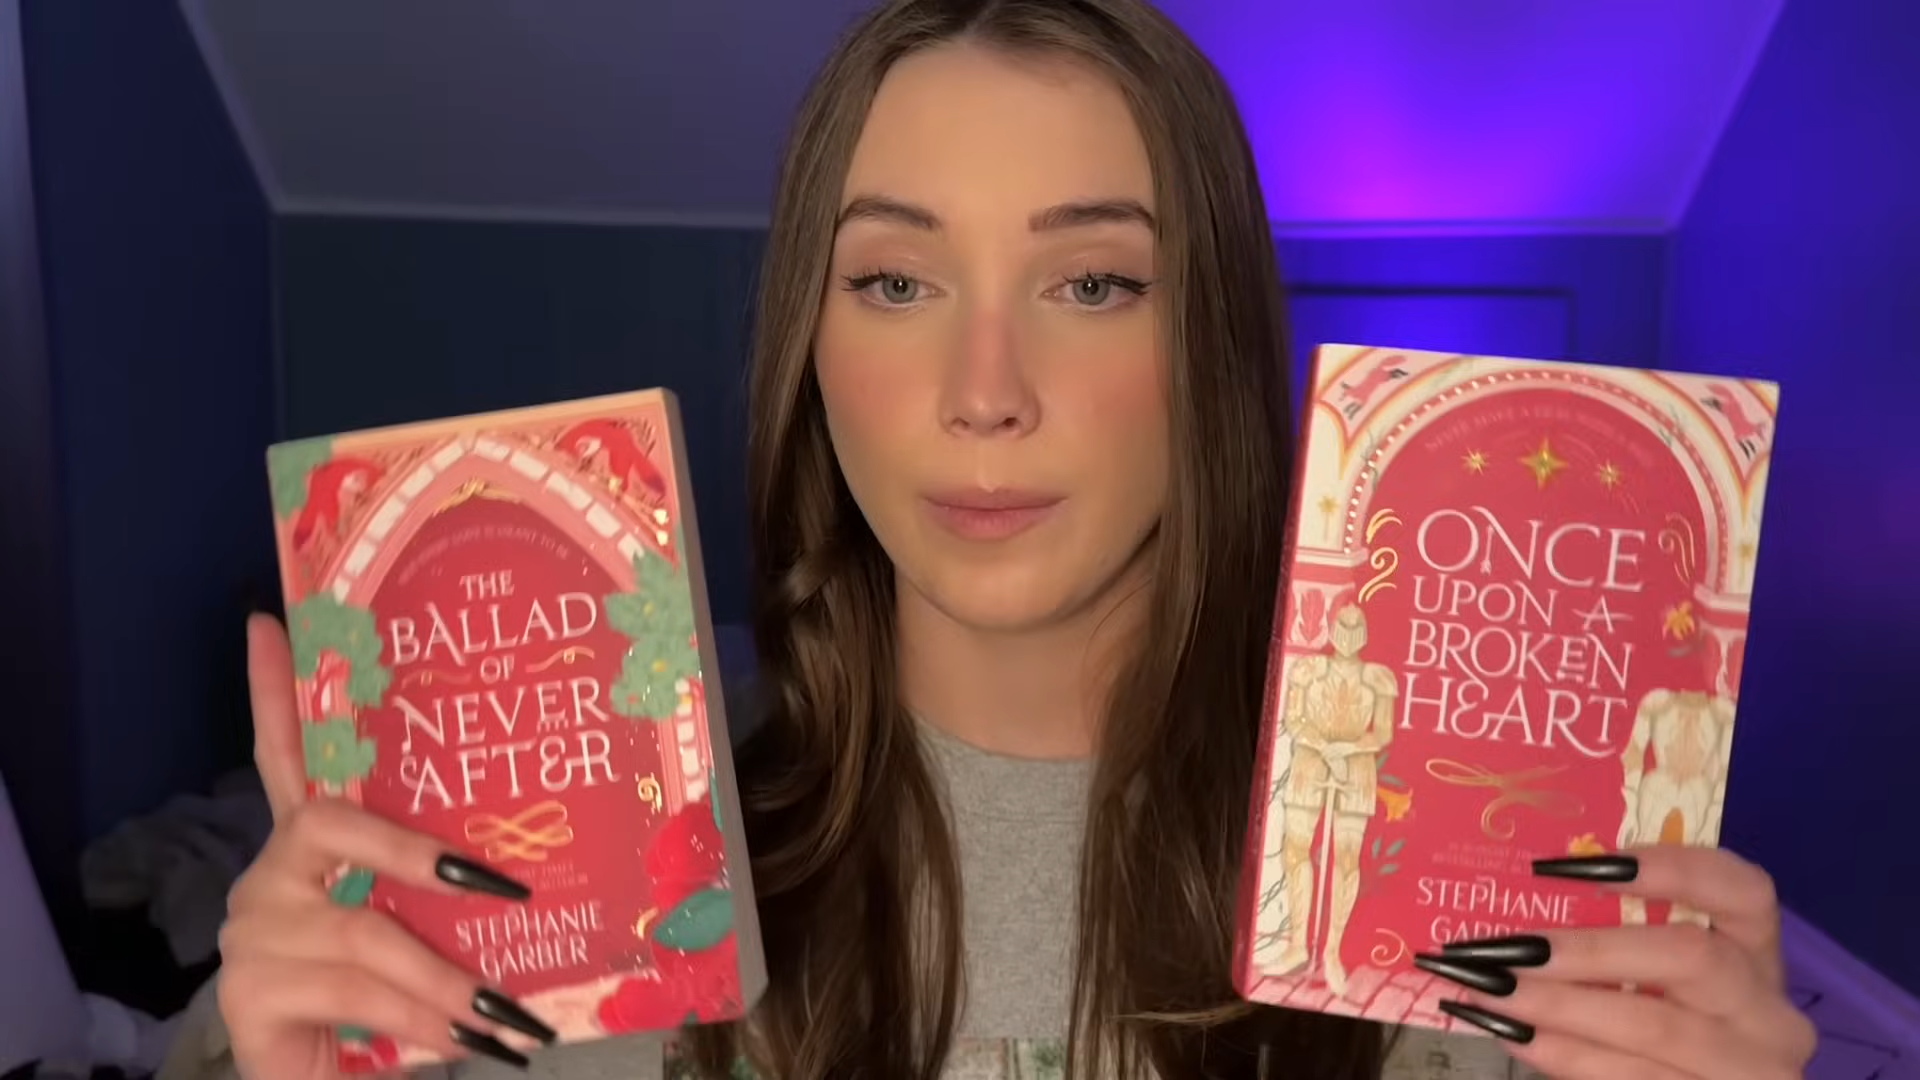 THE
BALLAD
OF
NEVER
AFTER
STEPHANIE
GARBER
ONCE
UPON A
BROKEN
HEART
STEPHANIE